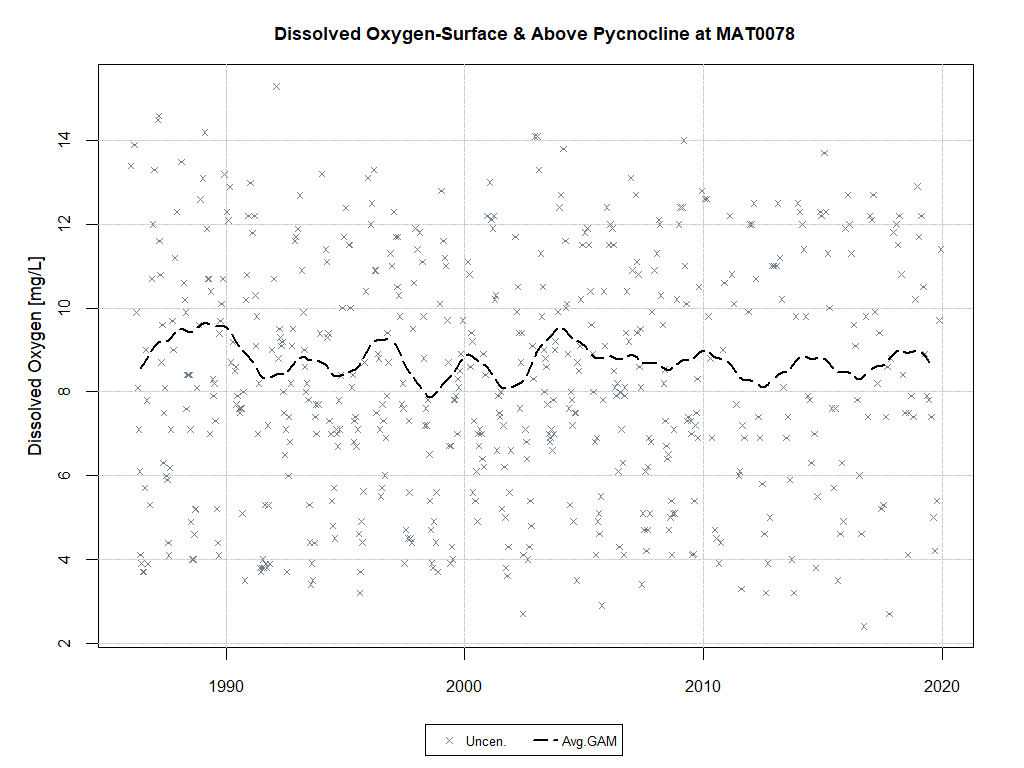 Dissolved Oxygen-Surface & Above Pycnocline at MAT0078
Dissolved Oxygen [mg/L]
14
12
10
8
6
4
2
1990 2000 2010 2020
Uncen. Avg.GAM